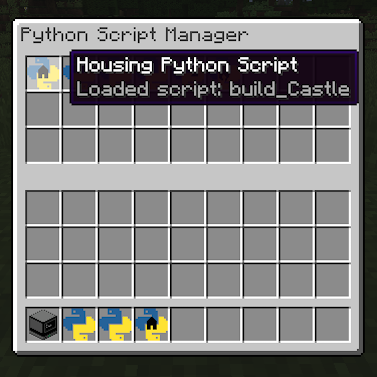 Python Script Manager
Housing Python Script
Loaded script: build_Castle